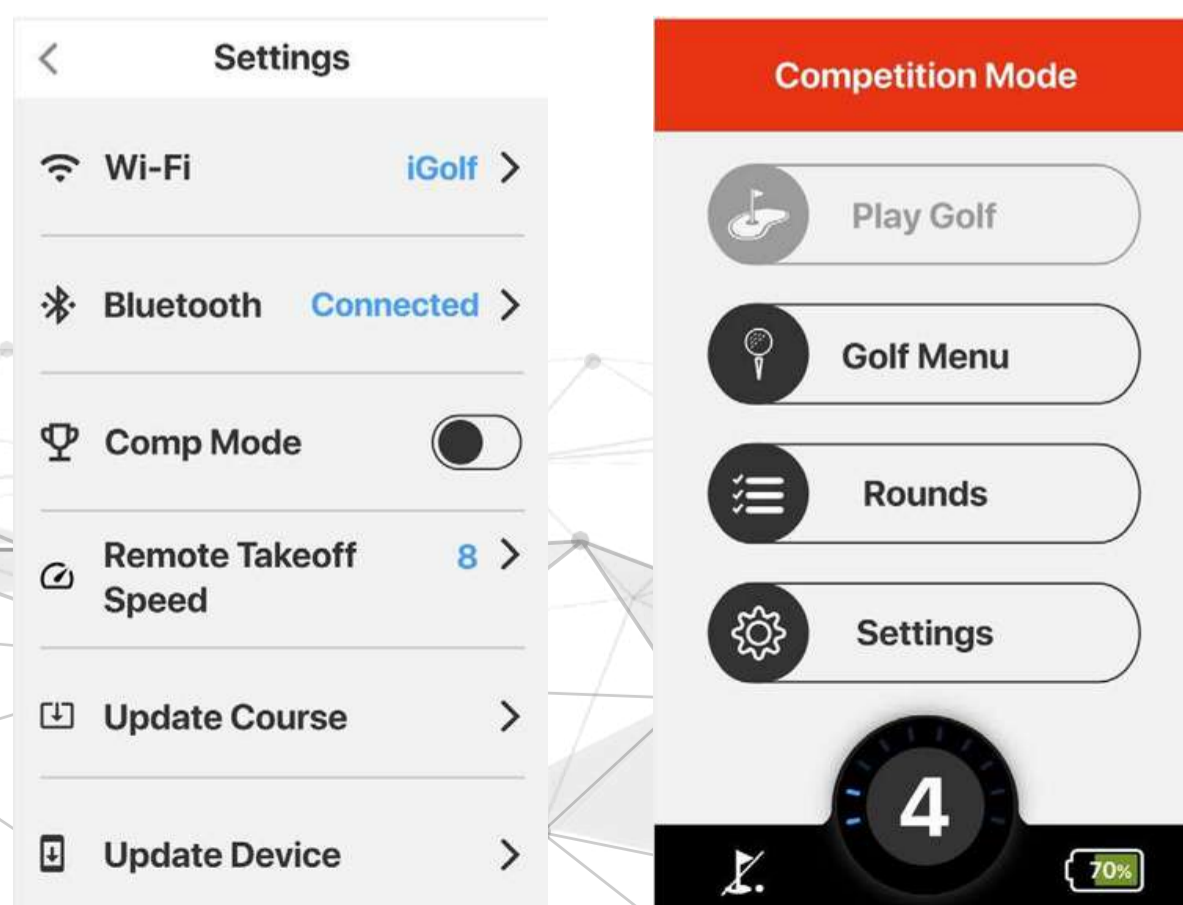 Settings
Wi-Fi iGolf
Bluetooth Connected
Comp Mode
Remote Takeoff 8
Speed
Update Course
Update Device
Competition Mode
Play Golf
Golf Menu
Rounds
Settings
4
70%